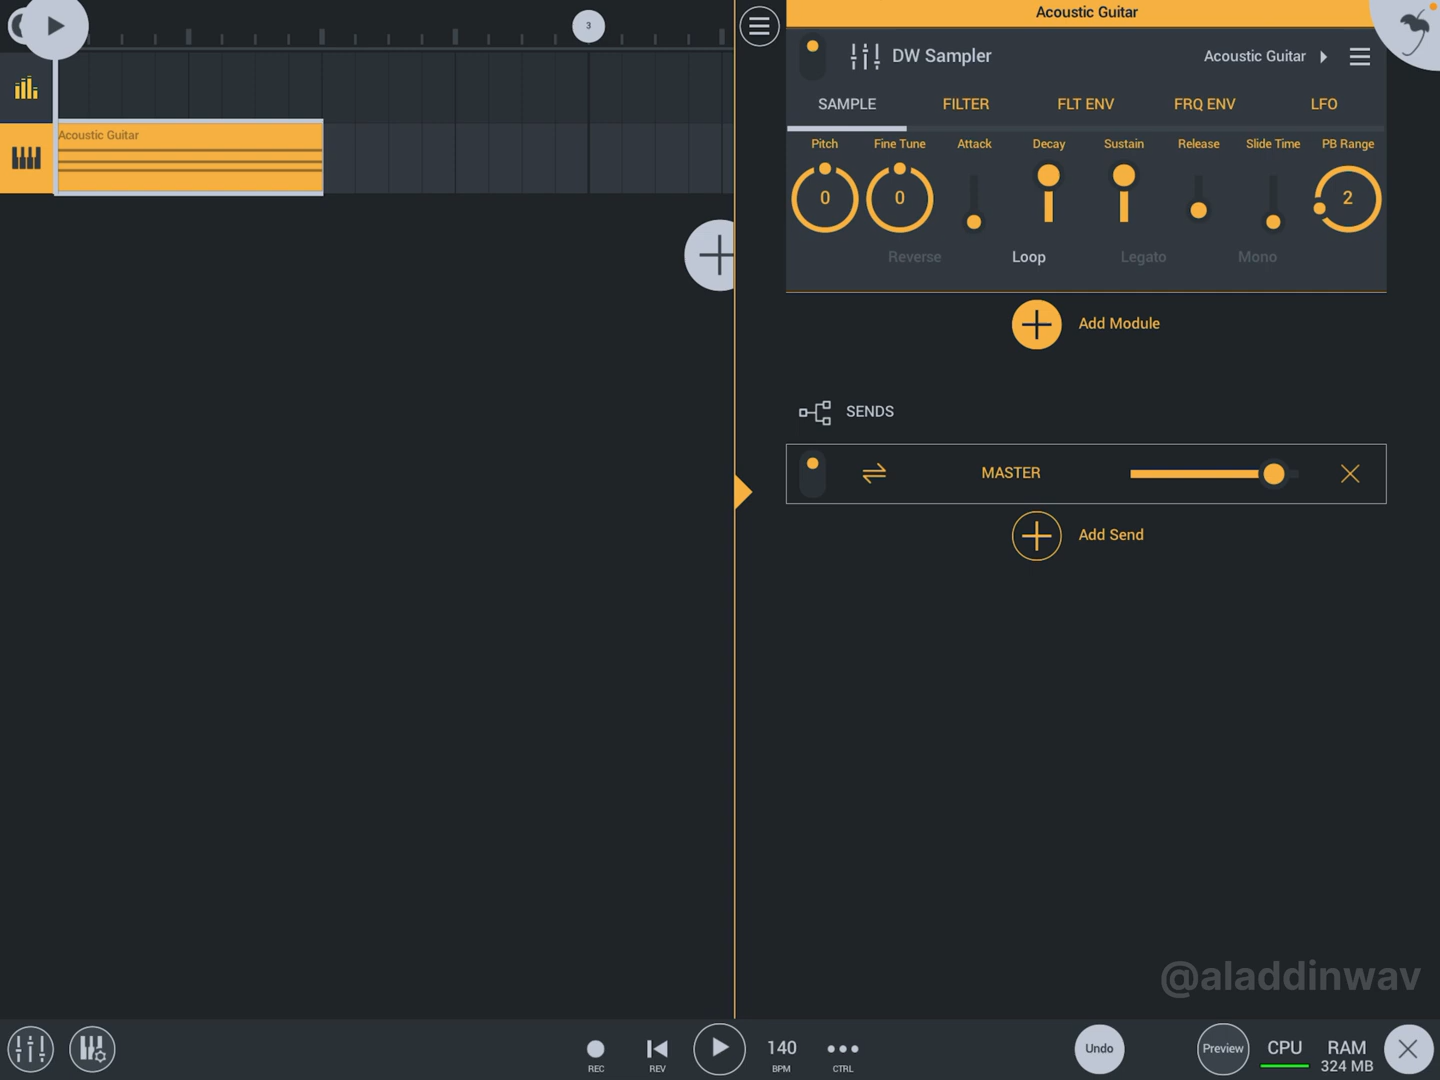 3
Acoustic Guitar
DW Sampler
Acoustic Guitar
SAMPLE
FILTER
FLT ENV
FRQ ENV
LFO
Acoustic Guitar
Pitch
Fine Tune
Attack
Decay
Sustain
Release
Slide Time
PB Range
0
0
2
Reverse
Loop
Legato
Mono
Add Module
SENDS
MASTER
Add Send
@aladdinwav
REC
REV
140
BPM
CTRL
Undo
Preview
CPU
RAM
324 MB